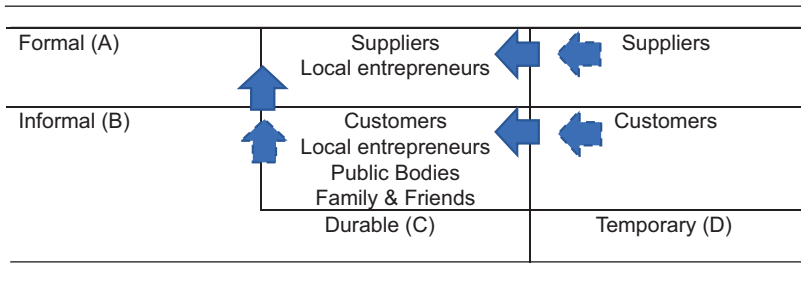 Formal (A)
Suppliers
Local entrepreneurs
Suppliers
Informal (B)
Customers
Local entrepreneurs
Public Bodies
Family & Friends
Customers
Durable (C)
Temporary (D)